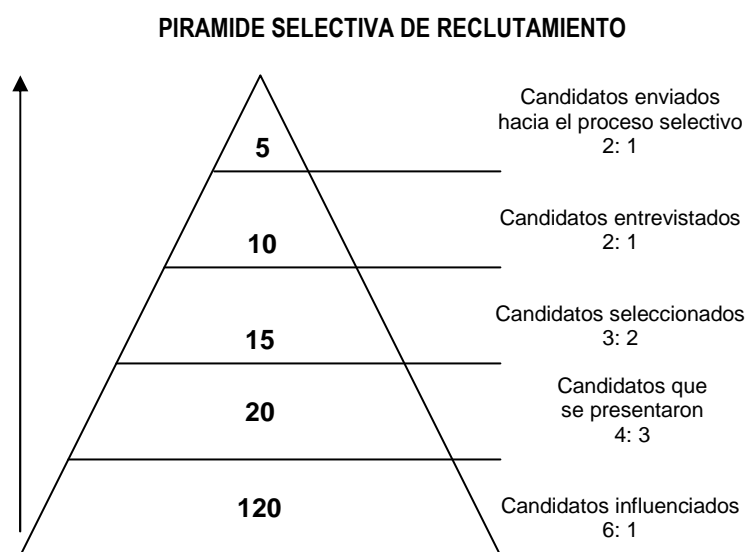 PIRAMIDE SELECTIVA DE RECLUTAMIENTO
5
Candidatos enviados
hacia el proceso selectivo
2: 1
10
Candidatos entrevistados
2: 1
15
Candidatos seleccionados
3: 2
20
Candidatos que
se presentaron
4: 3
120
Candidatos influenciados
6: 1